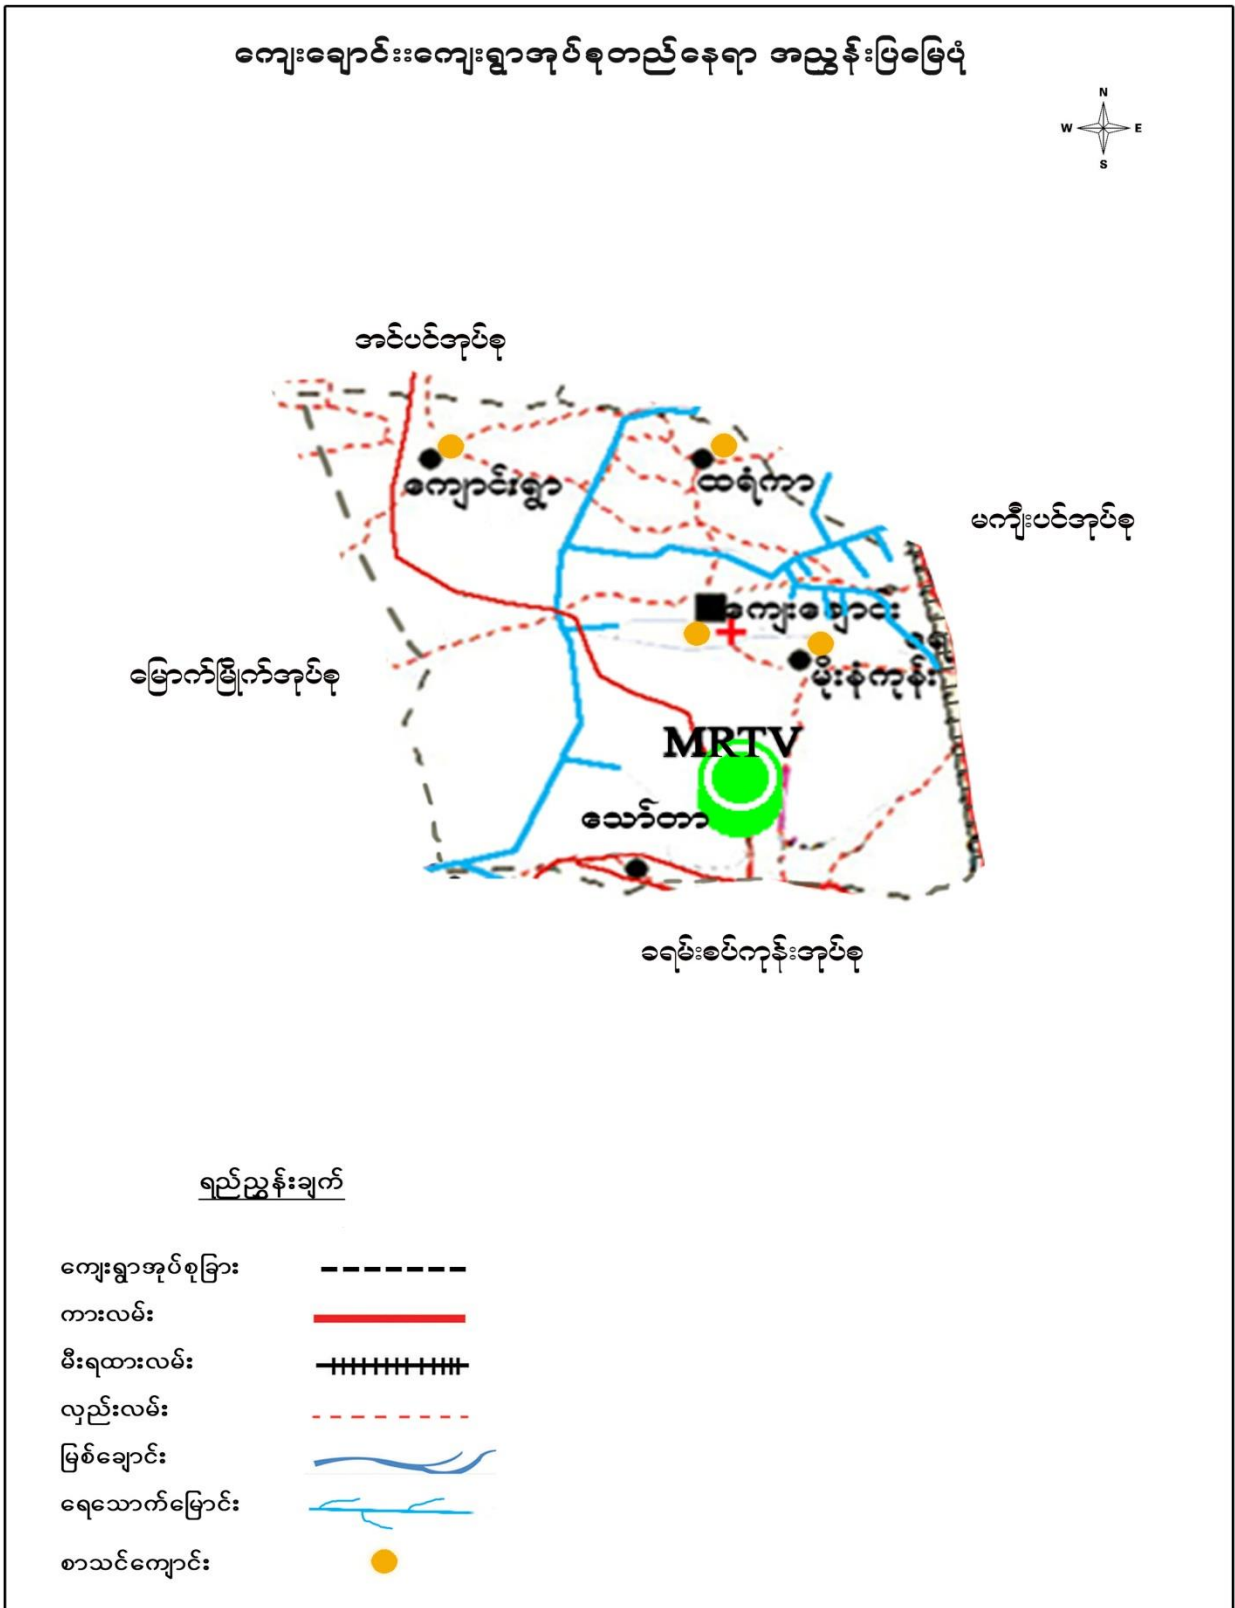 ကျေးချောင်းးကျေးရွာအုပ်စုတည်နေရာ အညွှန်းပြမြေပုံ
N
W E
S
အင်ပင်အုပ်စု
ကျောင်းရွာ
ထရံကာ
မကျီးပင်အုပ်စု
ကျေးချောင်း
မြောက်မြိုက်အုပ်စု
မိုးနံကုန်း
MRTV
သော်တာ
ခရမ်းစပ်ကုန်းအုပ်စု
ရည်ညွှန်းချက်
ကျေးရွာအုပ်စုခြား
ကားလမ်း
မီးရထားလမ်း
လှည်းလမ်း
မြစ်ချောင်း
ရေသောက်မြောင်း
စာသင်ကျောင်း